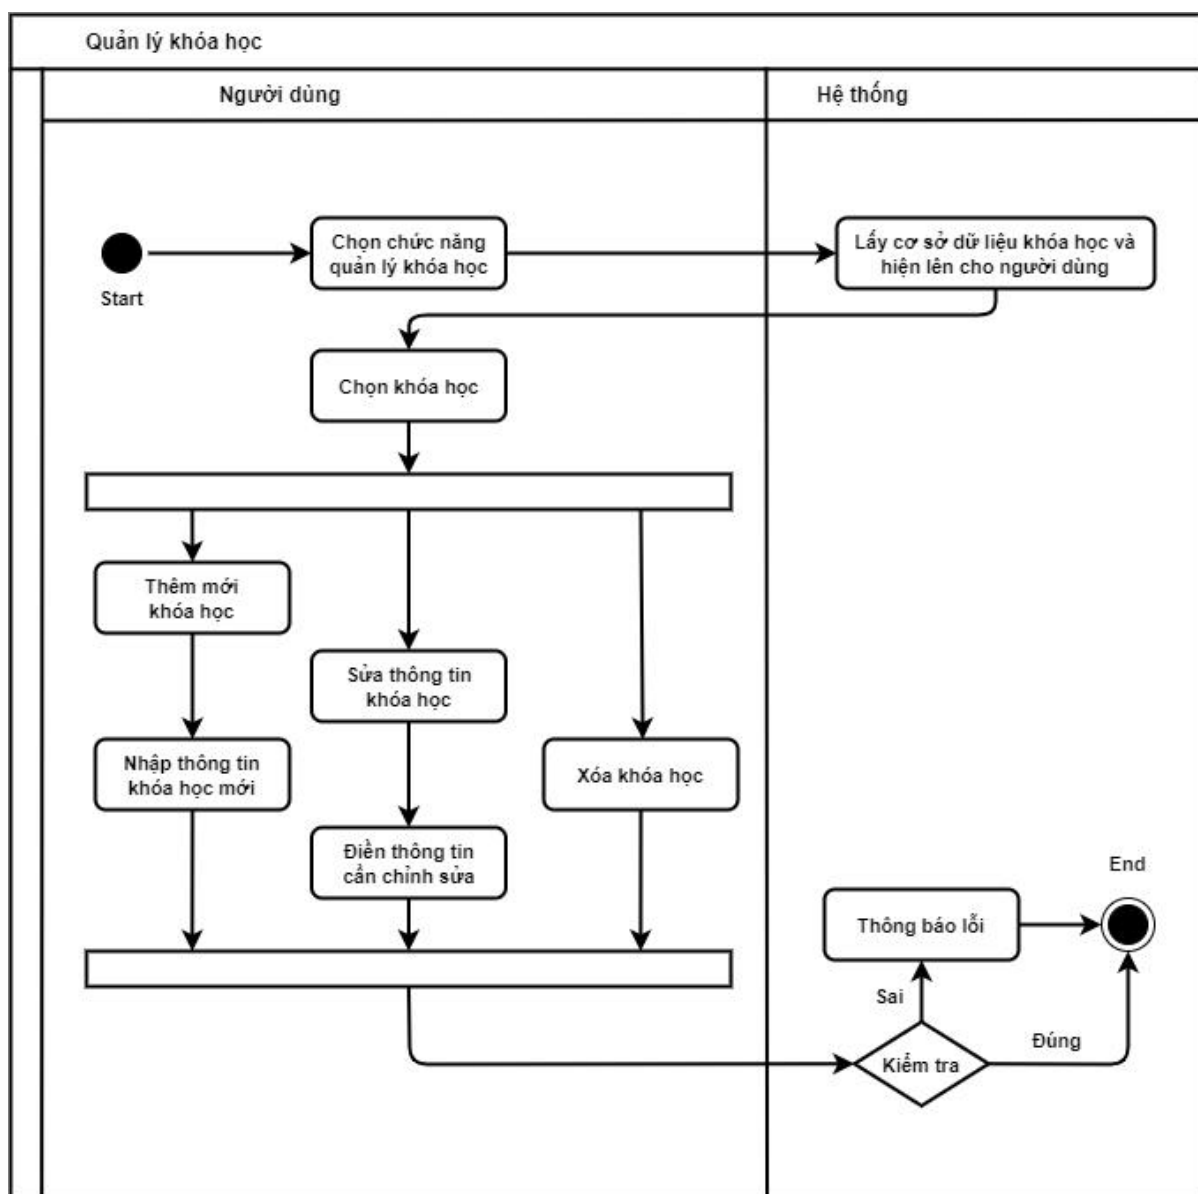 Quản lý khóa học
Người dùng
Hệ thống
Chọn chức năng
quản lý khóa học
Lấy cơ sở dữ liệu khóa học và
hiện lên cho người dùng
Start
Chọn khóa học
Thêm mới
khóa học
Sửa thông tin
khóa học
Nhập thông tin
khóa học mới
Xóa khóa học
Điền thông tin
cần chỉnh sửa
End
Thông báo lỗi
Sai
Đúng
Kiểm tra